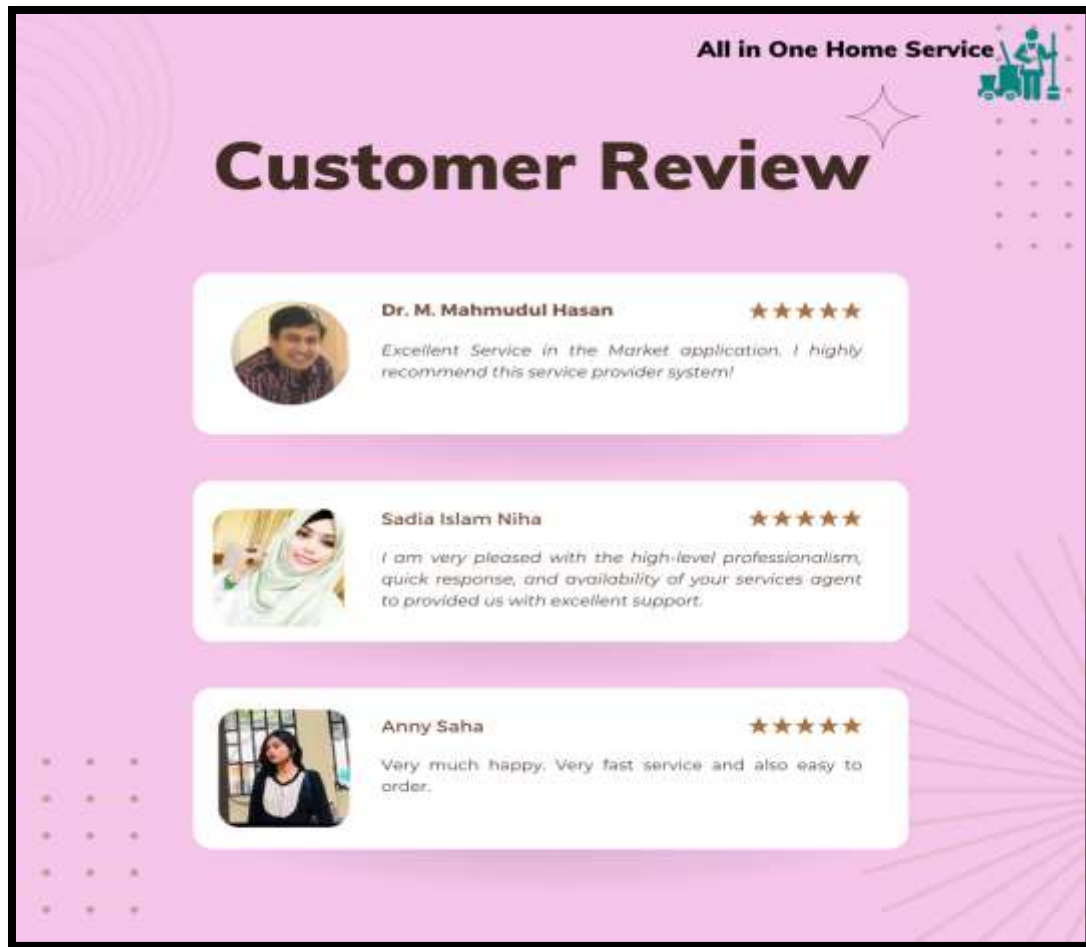 All in One Home Service
Customer Review
Dr. M. Mahmudul Hasan
Excellent Service in the Market application. I highly
recommend this service provider system!
Sadia Islam Niha
I am very pleased with the high-level professionalism,
quick response, and availability of your services agent
to provided us with excellent support.
Anny Saha
Very much happy. Very fast service and also easy to
order.